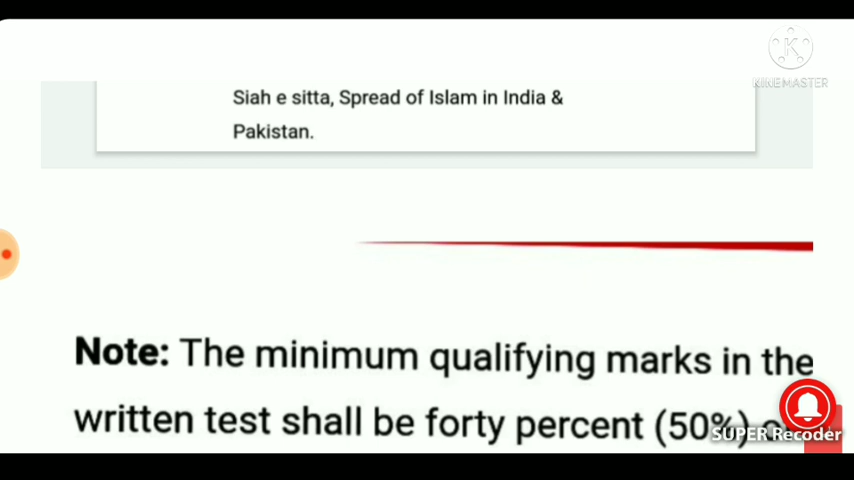 K
KINEMASTER
Siah e sitta, Spread of Islam in India &
Pakistan.
Note: The minimum qualifying marks in the
written test shall be forty percent (50%)
SUPER Recoder